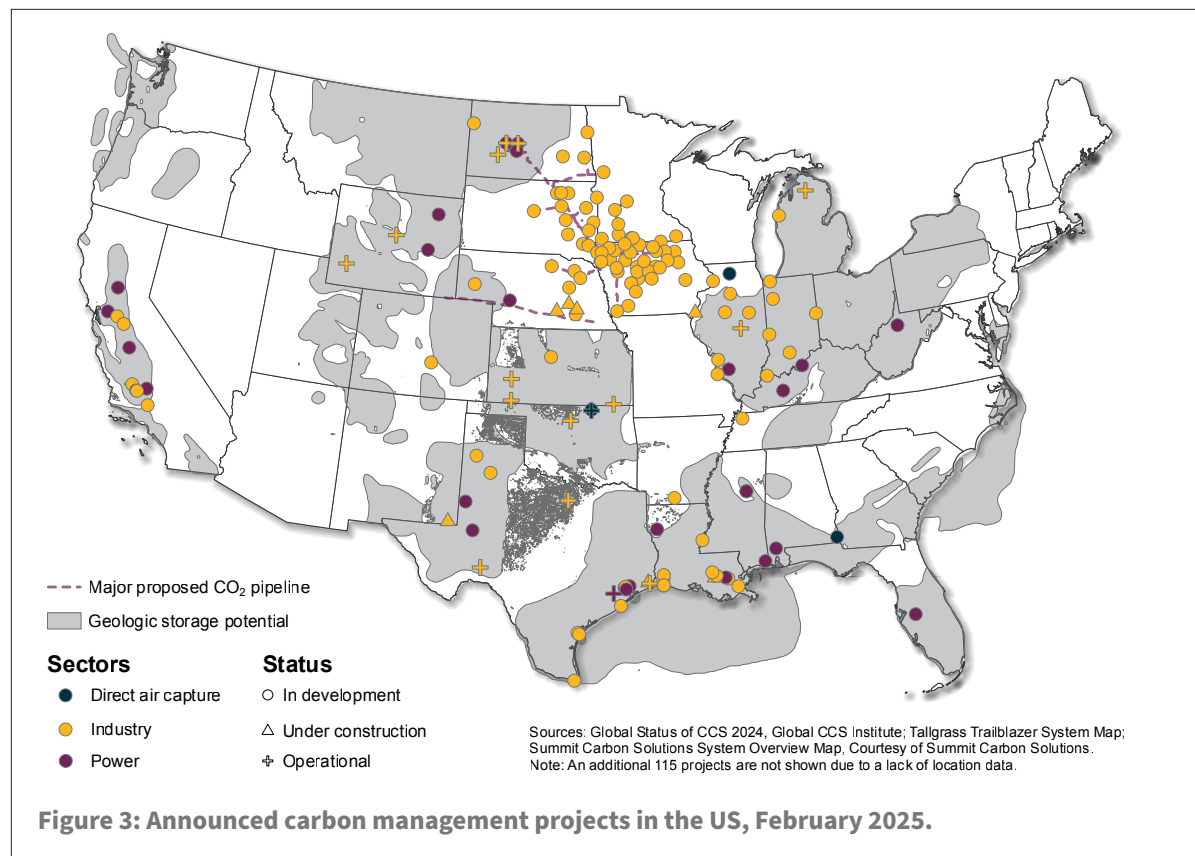 Major proposed CO₂ pipeline
Geologic storage potential
Sectors
Direct air capture
Industry
Power
Status
In development
Under construction
Operational
Sources: Global Status of CCS 2024, Global CCS Institute; Tallgrass Trailblazer System Map;
Summit Carbon Solutions System Overview Map, Courtesy of Summit Carbon Solutions.
Note: An additional 115 projects are not shown due to a lack of location data.
Figure 3: Announced carbon management projects in the US, February 2025.